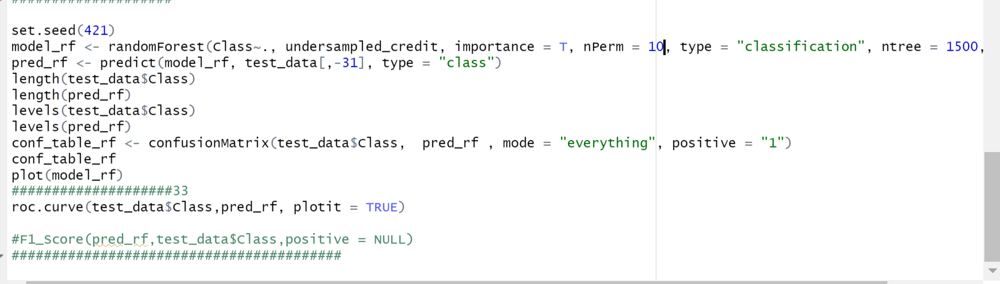 set.seed(421)
model_rf <- randomForest(Class~., undersampled_credit, importance = T, nPerm = 10, type = "classification", ntree = 1500,
pred_rf <- predict(model_rf, test_data[,-31], type = "class")
length(test_data$Class)
length(pred_rf)
levels(test_data$Class)
levels(pred_rf)
conf_table_rf <- confusionMatrix(test_data$Class,  pred_rf , mode = "everything", positive = "1")
conf_table_rf
plot(model_rf)
####################33
roc.curve(test_data$Class,pred_rf, plotit = TRUE)
#F1_Score(pred_rf,test_data$Class,positive = NULL)
#########################################